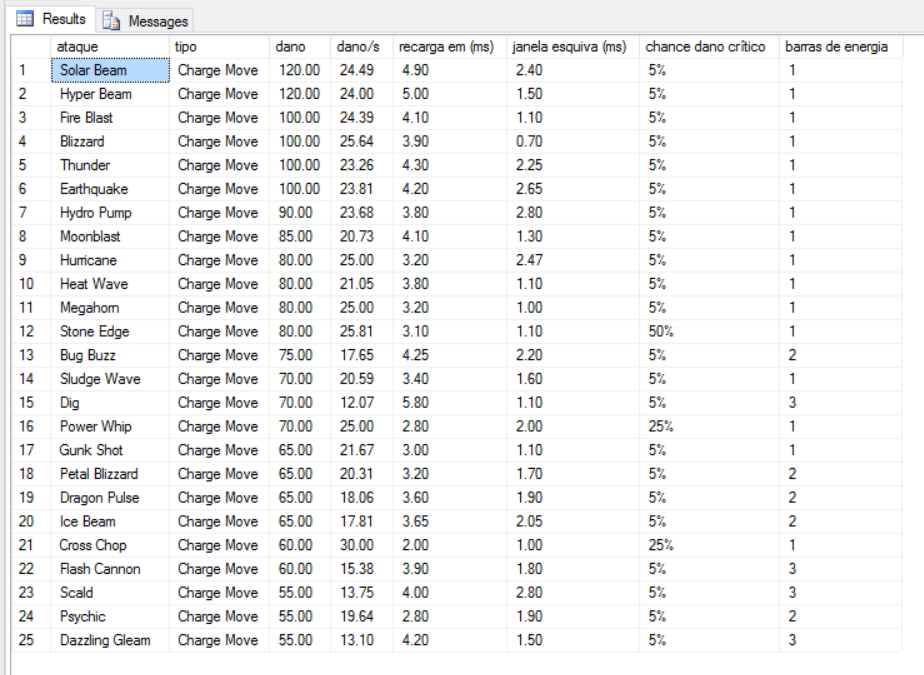 Results Messages
ataque tipo dano dano/s recarga em (ms) janela esquiva (ms) chance dano crítico barras de energia
1 Solar Beam Charge Move 120.00 24.49 4.90 2.40 5% 1
2 Hyper Beam Charge Move 120.00 24.00 5.00 1.50 5% 1
3 Fire Blast Charge Move 100.00 24.39 4.10 1.10 5% 1
4 Blizzard Charge Move 100.00 25.64 3.90 0.70 5% 1
5 Thunder Charge Move 100.00 23.26 4.30 2.25 5% 1
6 Earthquake Charge Move 100.00 23.81 4.20 2.65 5% 1
7 Hydro Pump Charge Move 90.00 23.68 3.80 2.80 5% 1
8 Moonblast Charge Move 85.00 20.73 4.10 1.30 5% 1
9 Hurricane Charge Move 80.00 25.00 3.20 2.47 5% 1
10 Heat Wave Charge Move 80.00 21.05 3.80 1.10 5% 1
11 Megahorn Charge Move 80.00 25.00 3.20 1.00 5% 1
12 Stone Edge Charge Move 80.00 25.81 3.10 1.10 50% 1
13 Bug Buzz Charge Move 75.00 17.65 4.25 2.20 5% 2
14 Sludge Wave Charge Move 70.00 20.59 3.40 1.60 5% 1
15 Dig Charge Move 70.00 12.07 5.80 1.10 5% 3
16 Power Whip Charge Move 70.00 25.00 2.80 2.00 25% 1
17 Gunk Shot Charge Move 65.00 21.67 3.00 1.10 5% 1
18 Petal Blizzard Charge Move 65.00 20.31 3.20 1.70 5% 2
19 Dragon Pulse Charge Move 65.00 18.06 3.60 1.90 5% 2
20 Ice Beam Charge Move 65.00 17.81 3.65 2.05 5% 2
21 Cross Chop Charge Move 60.00 30.00 2.00 1.00 25% 1
22 Flash Cannon Charge Move 60.00 15.38 3.90 1.80 5% 3
23 Scald Charge Move 55.00 13.75 4.00 2.80 5% 3
24 Psychic Charge Move 55.00 19.64 2.80 1.90 5% 2
25 Dazzling Gleam Charge Move 55.00 13.10 4.20 1.50 5% 3